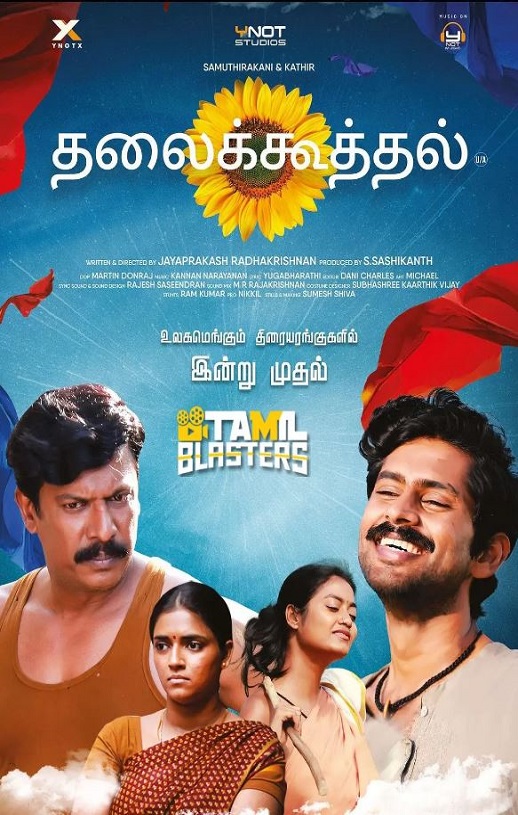 X
YNOTX
YNOT
STUDIOS
MUSIC ON
Y
NOT
MUSIC
SAMUTHIRAKANI & KATHIR
தலைக்கூத்தல் U/A
WRITTEN & DIRECTED BY JAYAPRAKASH RADHAKRISHNAN PRODUCED BY S.SASHIKANTH
DOP MARTIN DONRAJ MUSIC KANNAN NARAYANAN LYRIC YUGABHARATHI EDITOR DANI CHARLES ART MICHAEL
SYNC SOUND & SOUND DESIGN RAJESH SASEENDRAN SOUND MIX M.R RAJAKRISHNAN COSTUME DESIGNER SUBHASHREE KAARTHIK VIJAY
STUNTS RAM KUMAR PRO NIKKIL STILLS & MAKING SUMESH SHIVA
உலகமெங்கும் திரையரங்குகளில்
இன்று முதல்
TAMIL
BLASTERS